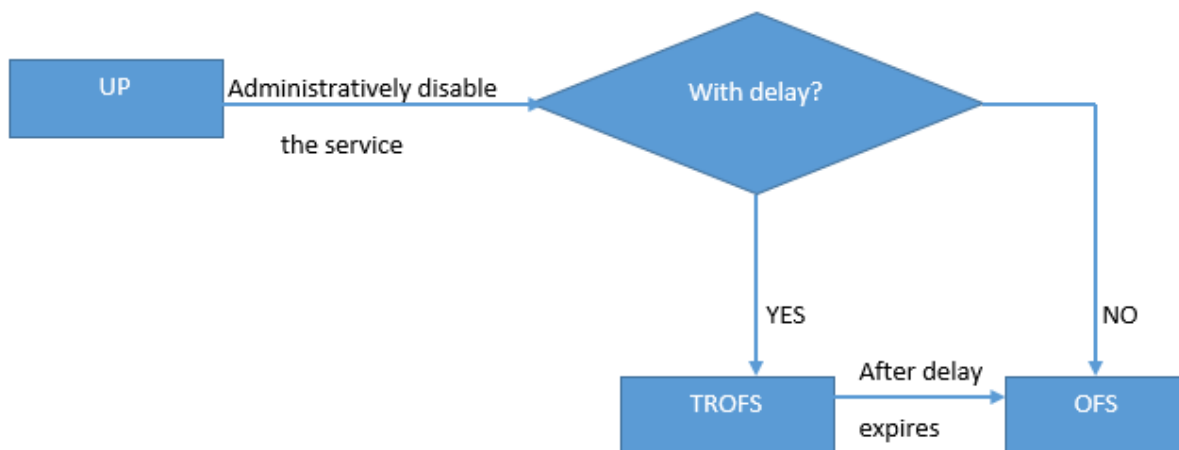 UP
Administratively disable
the service
With delay?
YES
NO
TROFS
After delay
expires
OFS